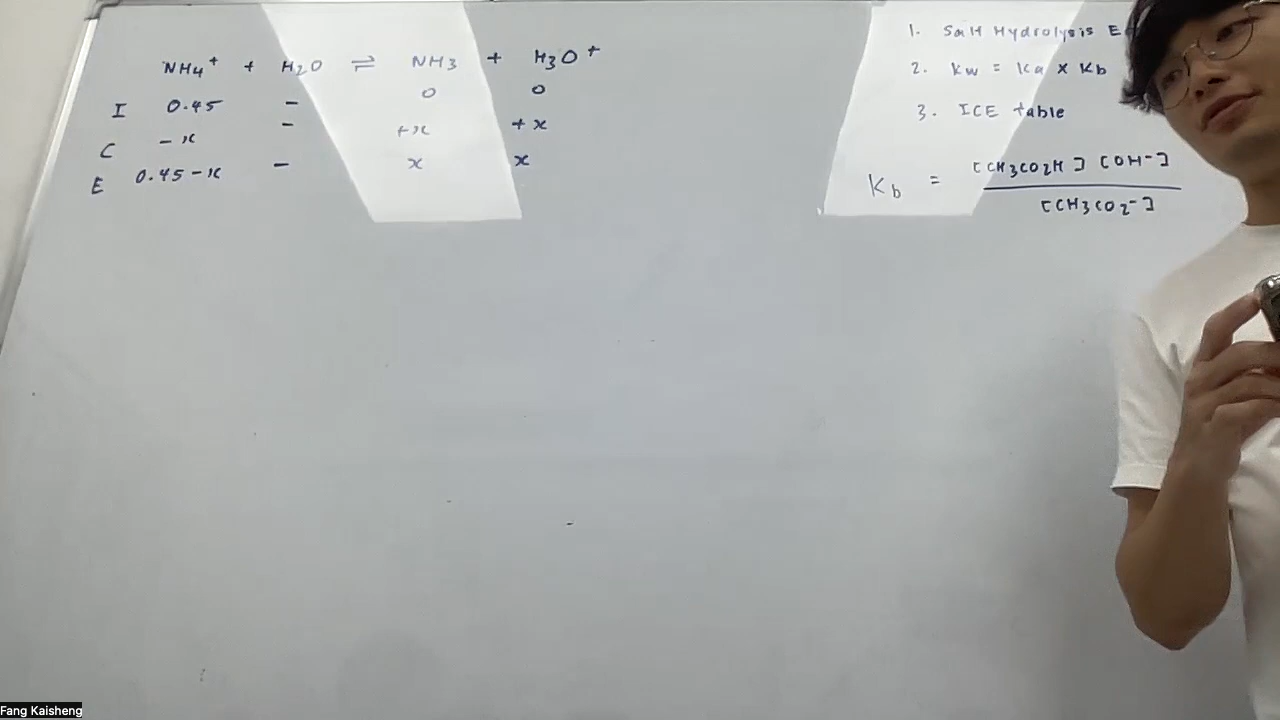 NH4+ + H2O ⇌ NH3 + H3O+
I 0.45 - 0 0
C -x - +x +x
E 0.45-x - x x
1. Salt Hydrolysis
2. Kw = Ka x Kb
3. ICE table
Kb = [CH3CO2H] [OH-]
[CH3CO2-]
Fang Kaisheng